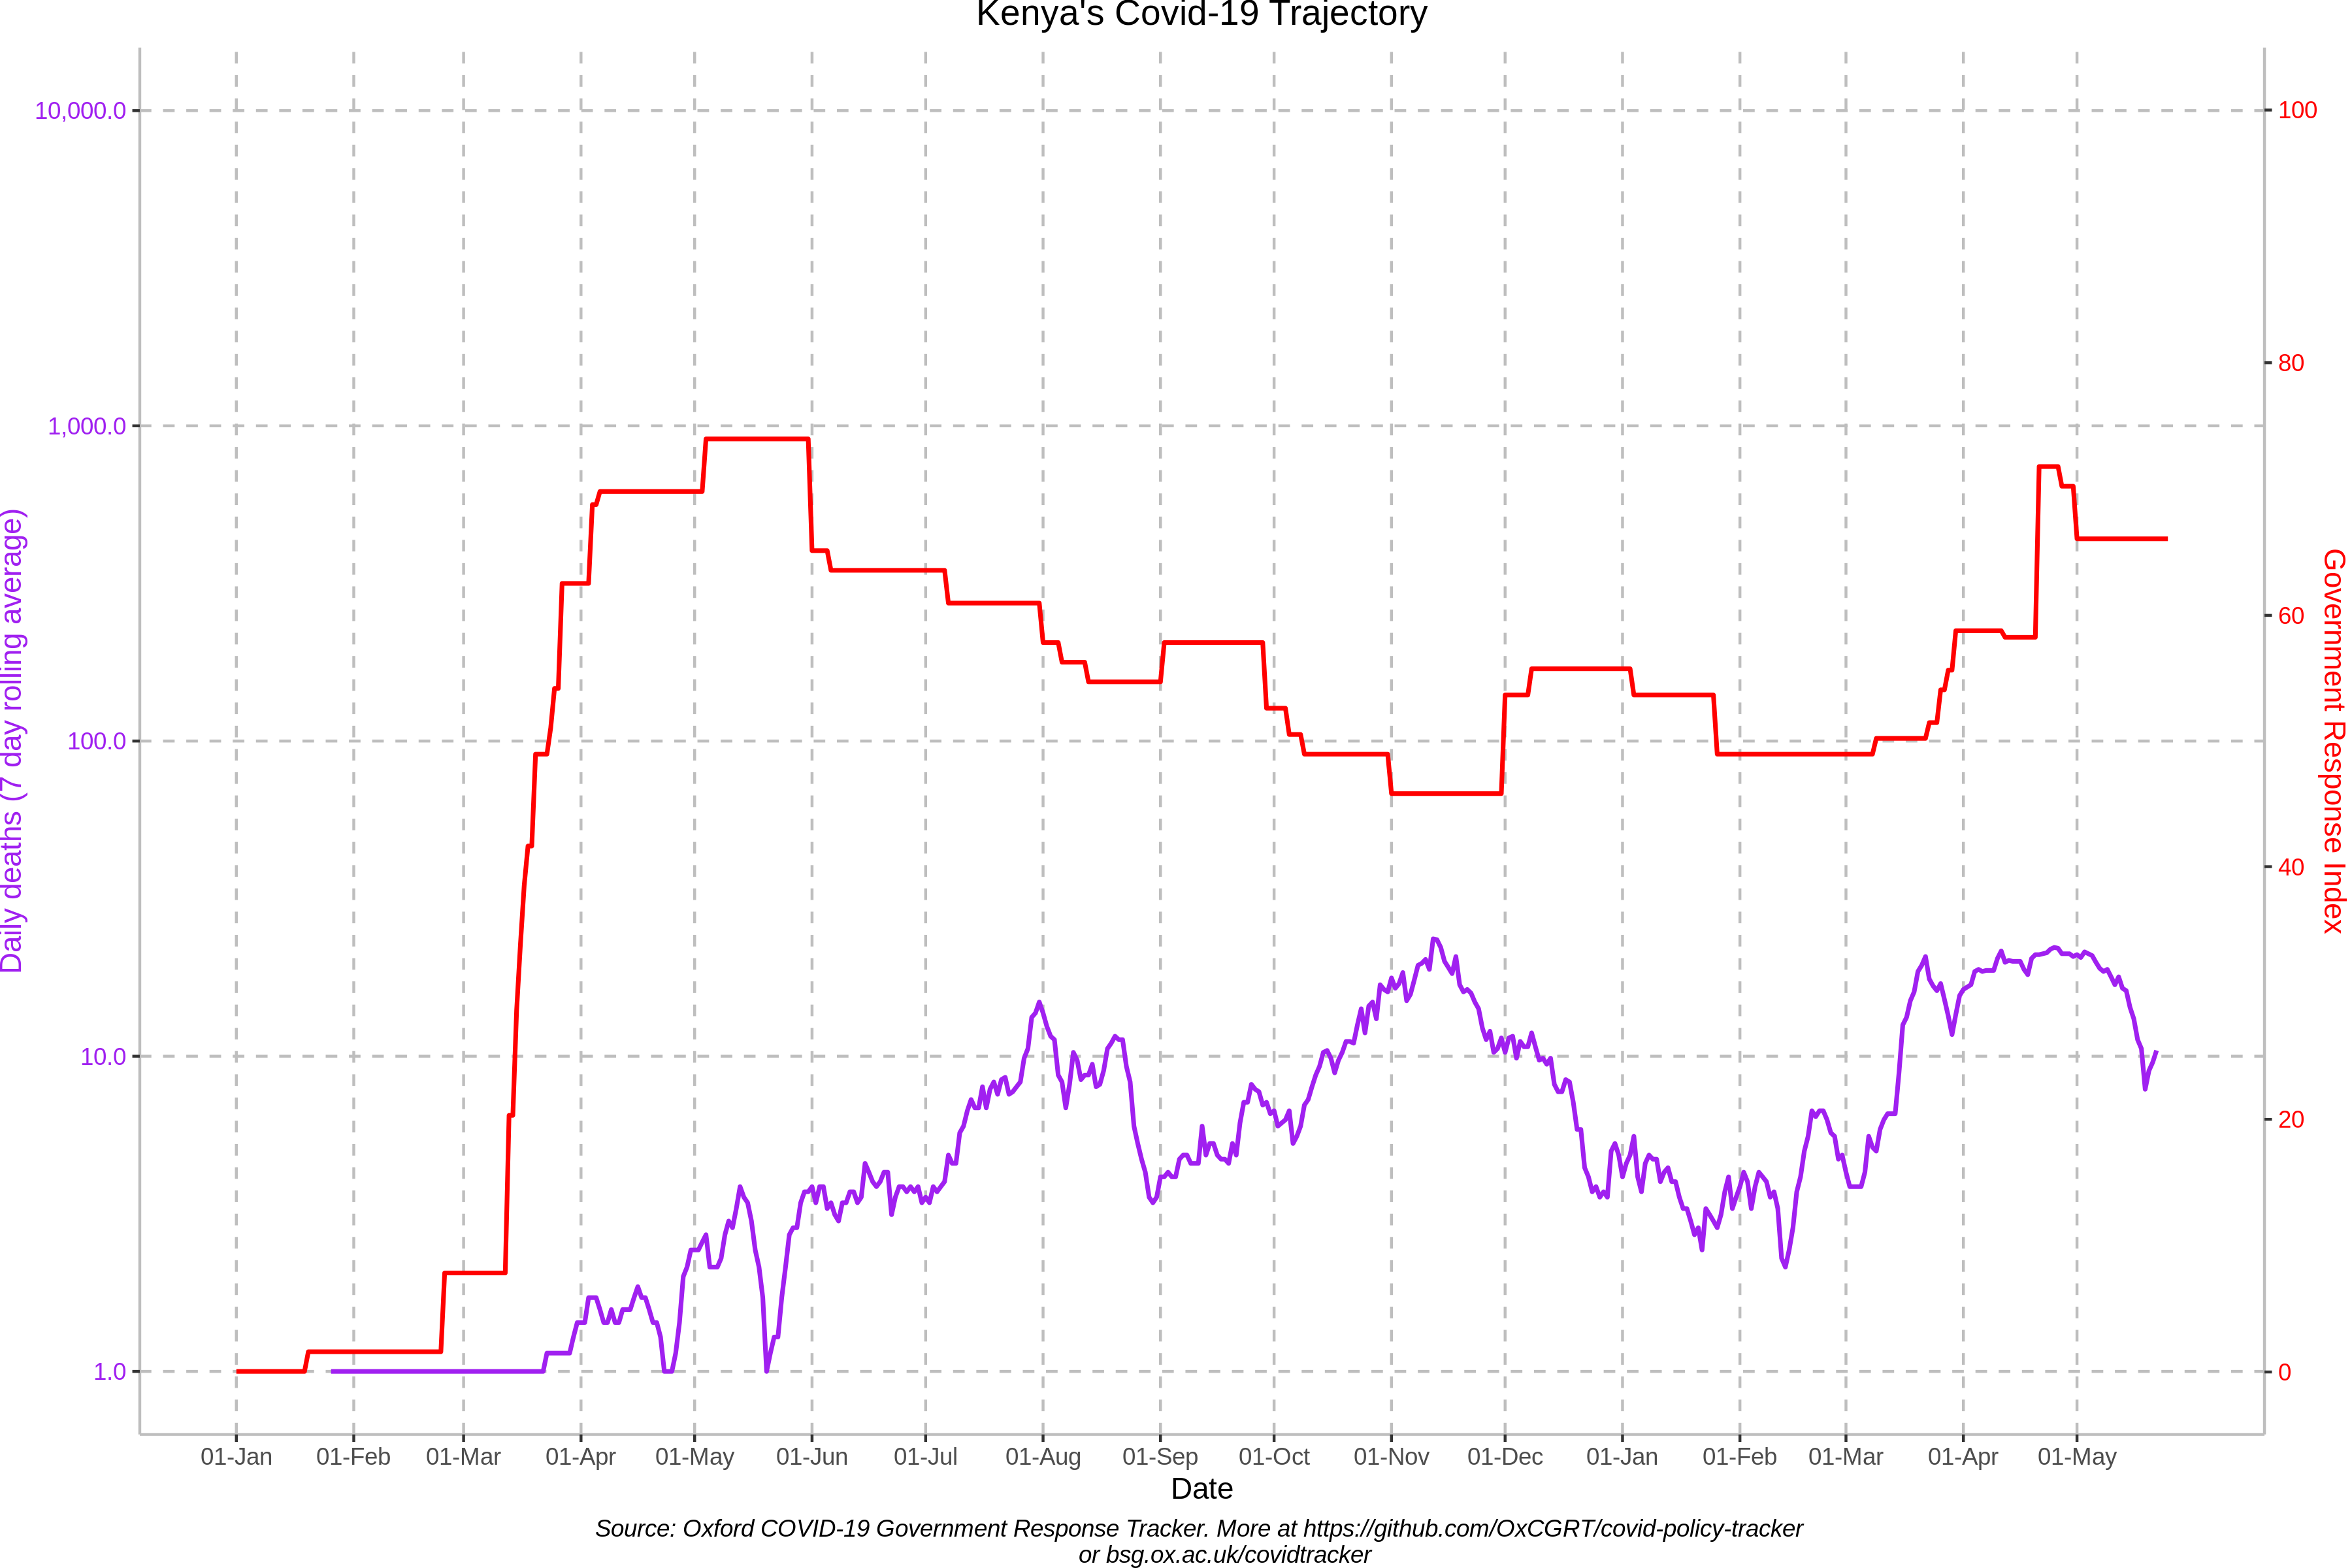 Kenya's Covid-19 Trajectory
10,000.0
1,000.0
100.0
10.0
1.0
Daily deaths (7 day rolling average)
100
80
60
40
20
0
Government Response Index
01-Jan 01-Feb 01-Mar 01-Apr 01-May 01-Jun 01-Jul 01-Aug 01-Sep 01-Oct 01-Nov 01-Dec 01-Jan 01-Feb 01-Mar 01-Apr 01-May
Date
Source: Oxford COVID-19 Government Response Tracker. More at https://github.com/OxCGRT/covid-policy-tracker
or bsg.ox.ac.uk/covidtracker